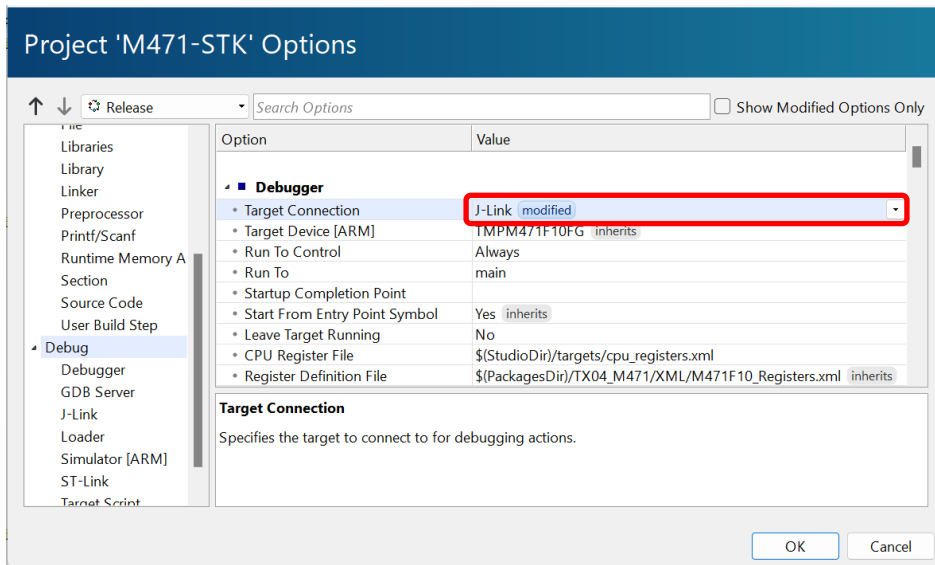 Project 'M471-STK' Options
Release
Search Options
Show Modified Options Only
File
Libraries
Library
Linker
Preprocessor
Printf/Scanf
Runtime Memory A
Section
Source Code
User Build Step
Debug
Debugger
GDB Server
J-Link
Loader
Simulator [ARM]
ST-Link
Target Script
Option Value
Debugger
Target Connection J-Link modified
Target Device [ARM] TMPM471F10FG inherits
Run To Control Always
Run To main
Startup Completion Point
Start From Entry Point Symbol Yes inherits
Leave Target Running No
CPU Register File $(StudioDir)/targets/cpu_registers.xml
Register Definition File $(PackagesDir)/TX04_M471/XML/M471F10_Registers.xml inherits
Target Connection
Specifies the target to connect to for debugging actions.
OK Cancel